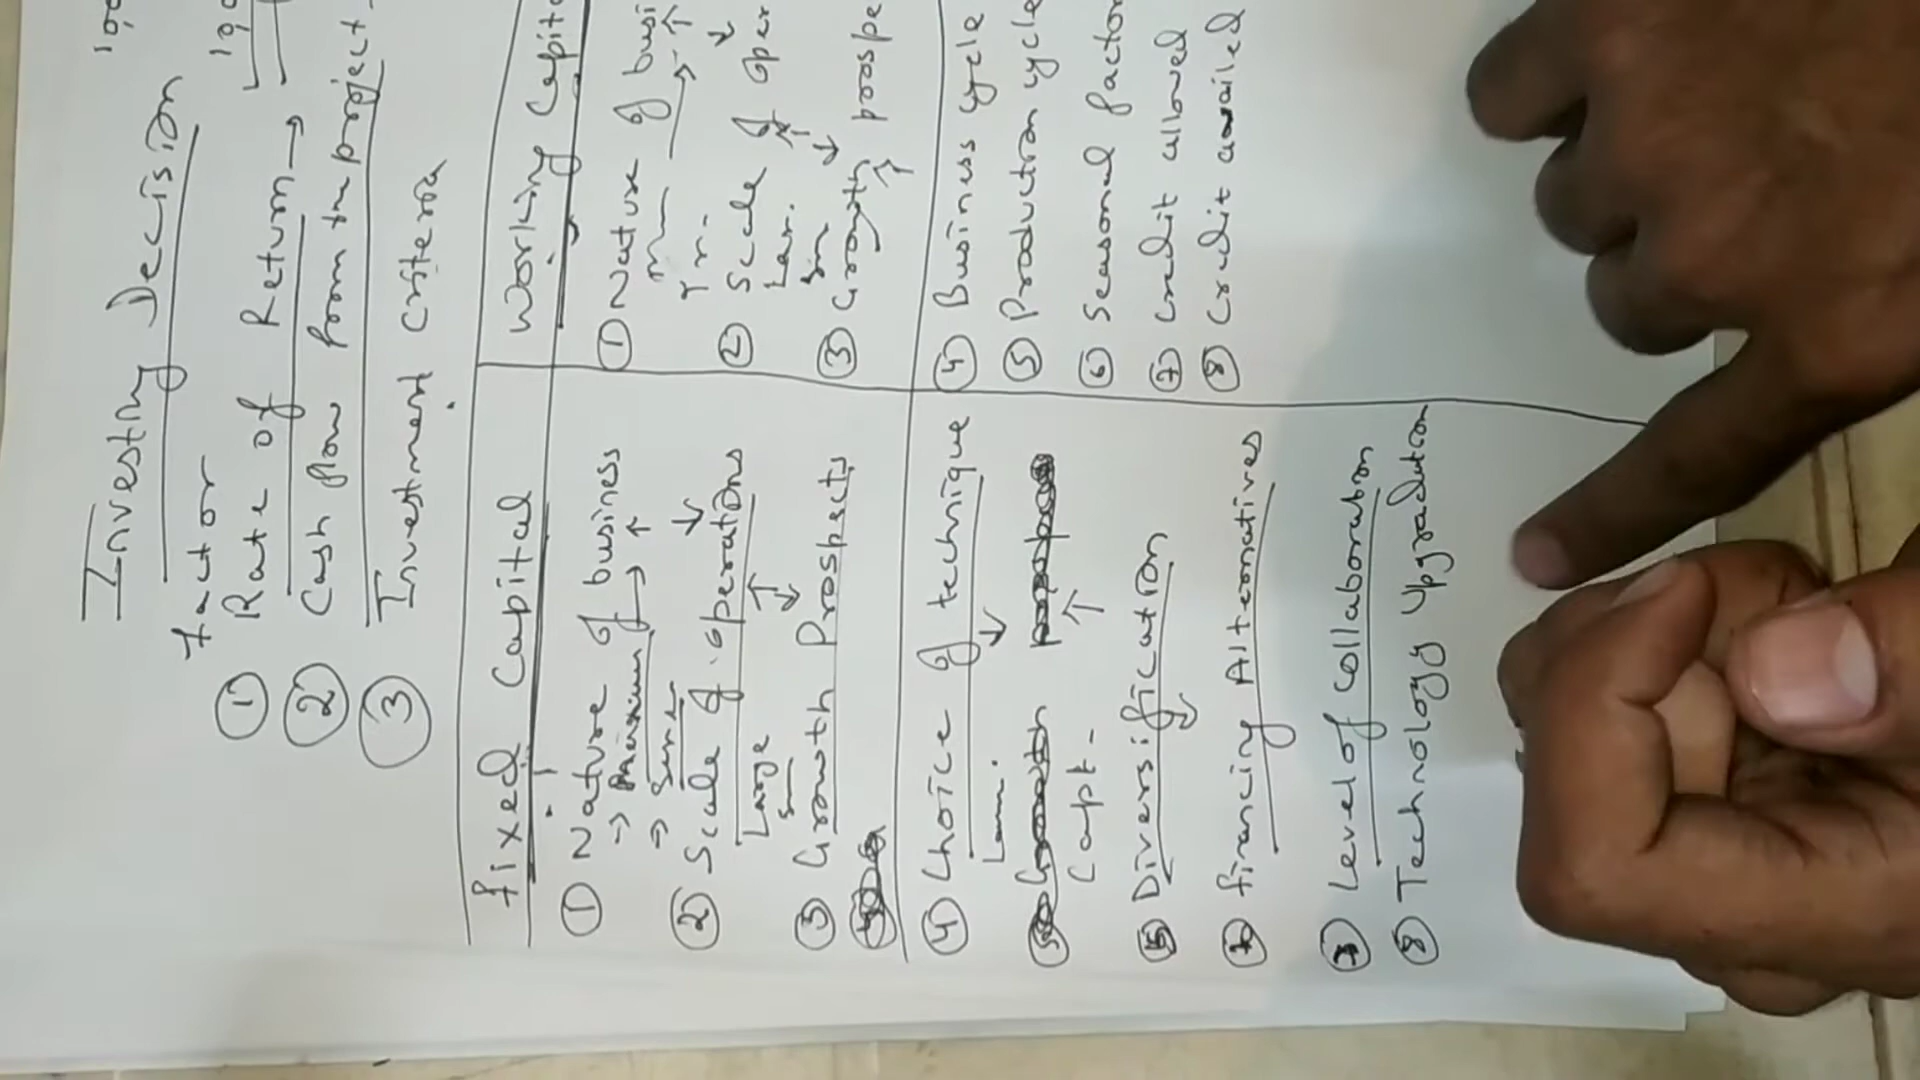 Investing Decision
Factor
① Rate of Return →
② Cash flow from the project
③ Investment Criteria
Fixed Capital
① Nature of business
→
→
② Scale of operations
Large
③ Growth Prospects
④ Choice of technique
Capt.
⑤ Diversification
financing Alternatives
⑦ Level of collaboration
⑧ Technology Upgradation
Working Capita
① Nature of busi
② Scale of oper
③ Growth prospe
④ Business cycle
⑤ Production cycle
⑥ Seasonal factor
⑦ credit allowed
⑧ Credit availed